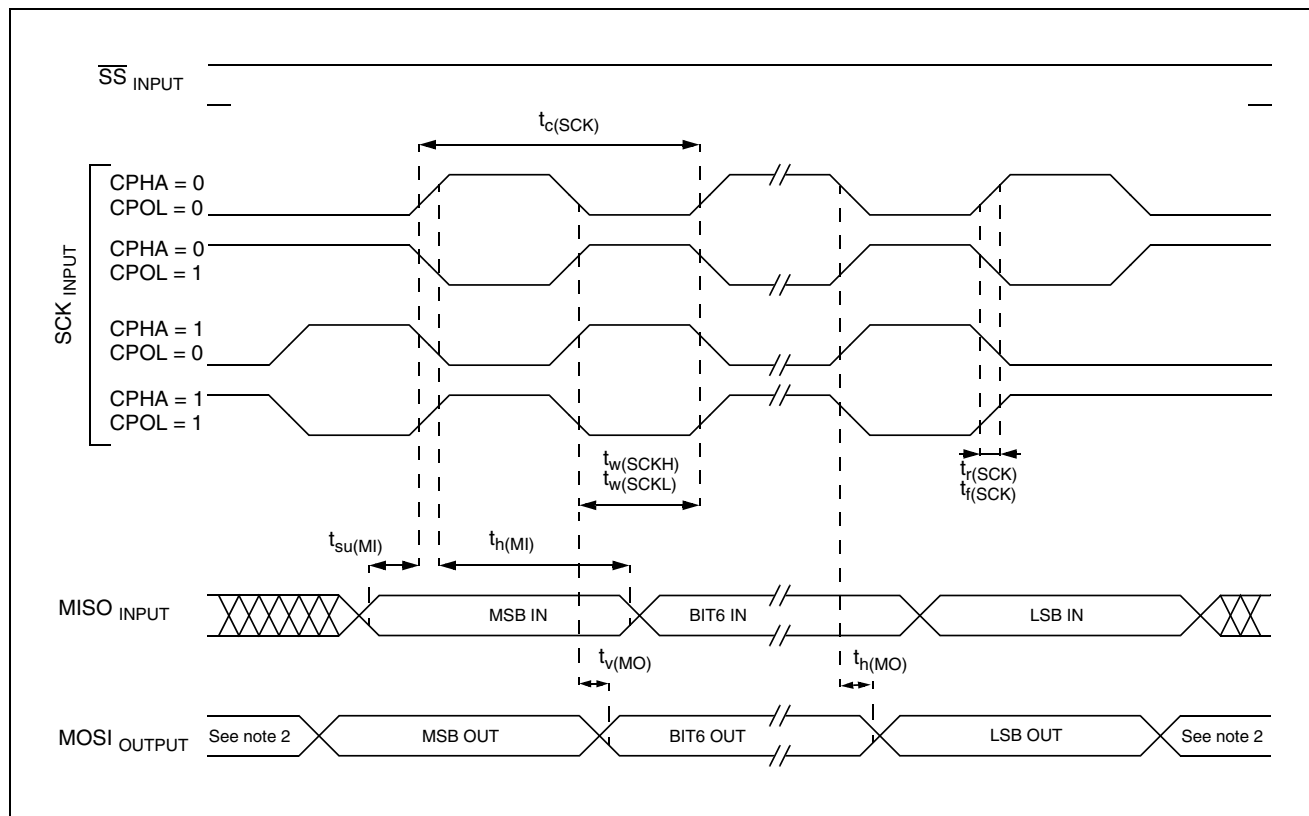 SS INPUT
tc(SCK)
SCK INPUT
CPHA = 0
CPOL = 0
CPHA = 0
CPOL = 1
CPHA = 1
CPOL = 0
CPHA = 1
CPOL = 1
tw(SCKH)
tw(SCKL)
tr(SCK)
tf(SCK)
tsu(MI)
th(MI)
MISO INPUT
MSB IN
BIT6 IN
LSB IN
tv(MO)
th(MO)
MOSI OUTPUT
See note 2
MSB OUT
BIT6 OUT
LSB OUT
See note 2